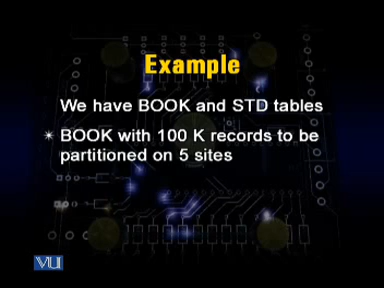 Example
We have BOOK and STD tables
BOOK with 100 K records to be
partitioned on 5 sites
VU